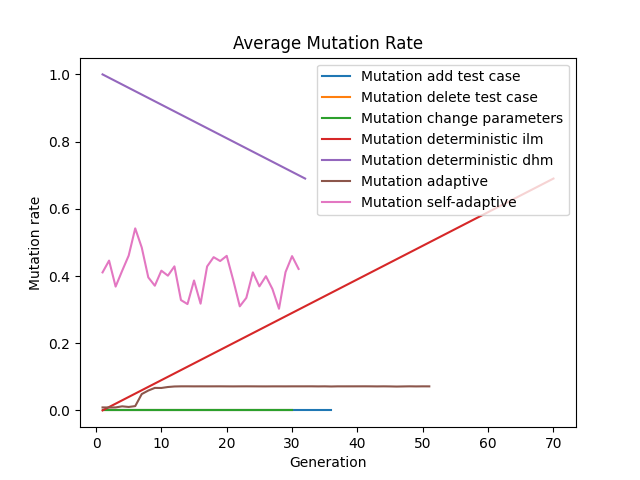 Average Mutation Rate
Mutation add test case
Mutation delete test case
Mutation change parameters
Mutation deterministic ilm
Mutation deterministic dhm
Mutation adaptive
Mutation self-adaptive
Mutation rate
1.0
0.8
0.6
0.4
0.2
0.0
0 10 20 30 40 50 60 70
Generation